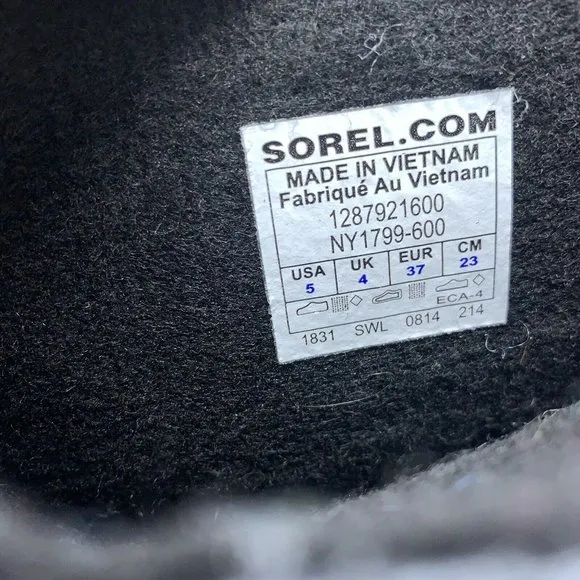 SOREL.COM
MADE IN VIETNAM
Fabriqué Au Vietnam
1287921600
NY1799-600
USA UK EUR CM
5 4 37 23
ECA-4
1831 SWL 0814 214